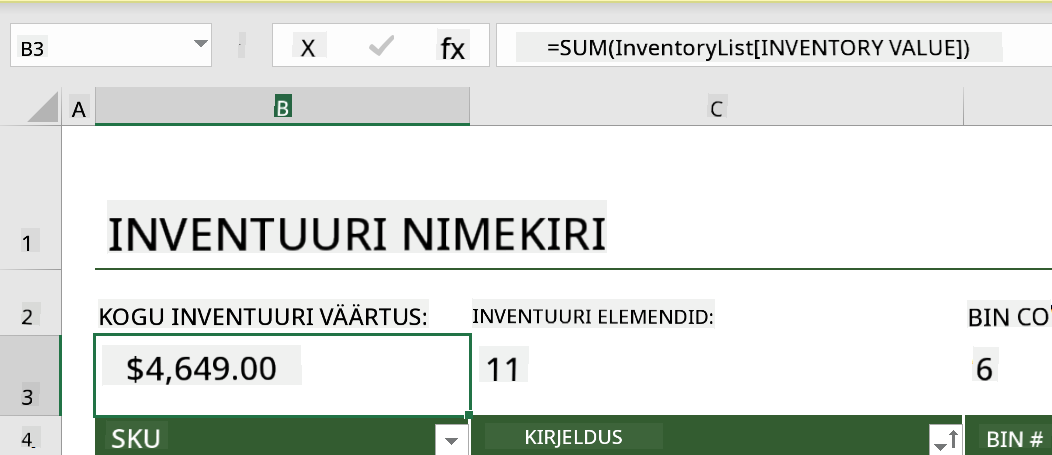 B3 X fx =SUM(InventoryList[INVENTORY VALUE])
A B C
1 INVENTUURI NIMEKIRI
2 KOGU INVENTUURI VÄÄRTUS: INVENTUURI ELEMENDID: BIN CO
3 $4,649.00 11 6
4 SKU KIRJELDUS BIN #